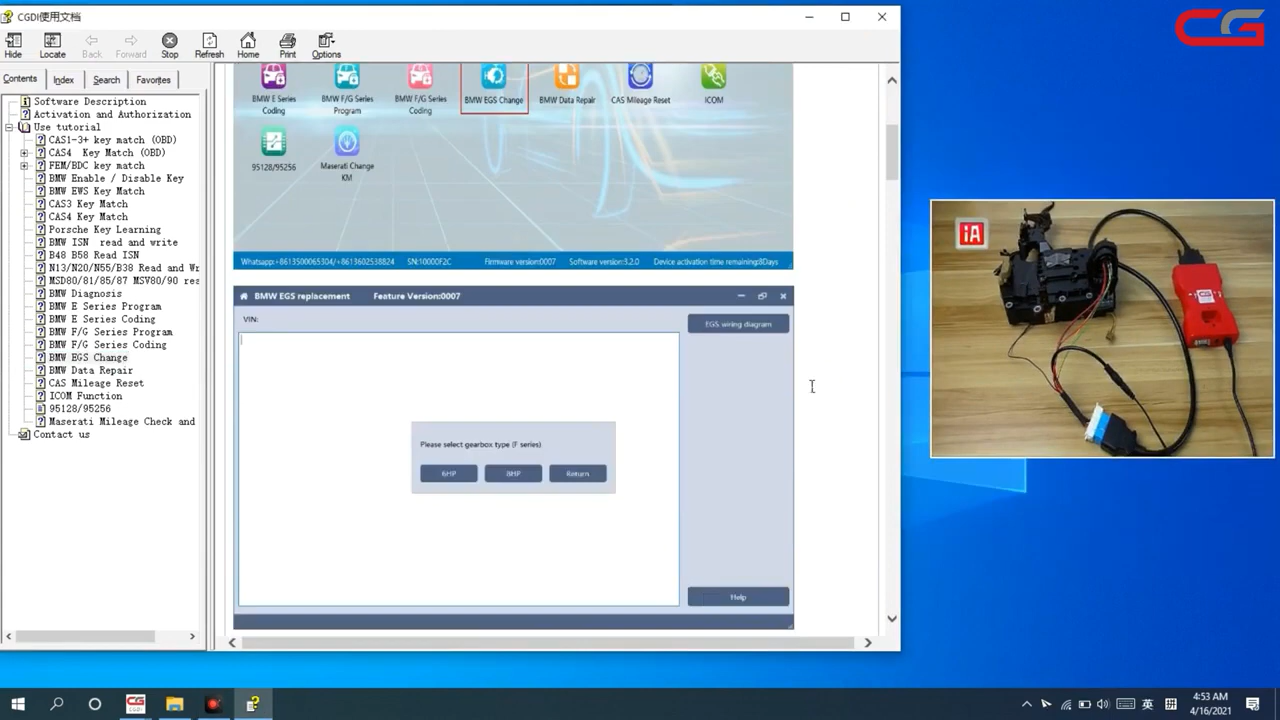 CGDI使用文档
CG
Hide
Locate
Back
Forward
Stop
Refresh
Home
Print
Options
Contents
Index
Search
Favorites
Software Description
Activation and Authorization
Use tutorial
CAS1-3+ key match (OBD)
CAS4 Key Match (OBD)
FEM/BDC key match
BMW Enable / Disable Key
BMW EWS Key Match
CAS3 Key Match
CAS4 Key Match
Porsche Key Learning
BMW ISN read and write
B48 B58 Read ISN
N13/N20/N55/B38 Read and Wr
MSD80/81/85/87 MSV80/90 res
BMW Diagnosis
BMW E Series Program
BMW E Series Coding
BMW F/G Series Program
BMW F/G Series Coding
BMW EGS Change
BMW Data Repair
CAS Mileage Reset
ICOM Function
95128/95256
Maserati Mileage Check and
Contact us
BMW E Series
Coding
BMW F/G Series
Program
BMW F/G Series
Coding
BMW EGS Change
BMW Data Repair
CAS Mileage Reset
ICOM
95128/95256
Maserati Change
KM
Whatsapp:+8613500065304/+8613602538824 SN:10000F2C Firmware version:0007 Software version:3.2.0 Device activation time remaining:8Days
BMW EGS replacement Feature Version:0007
VIN:
EGS wiring diagram
Please select gearbox type (F series)
6HP
8HP
Return
Help
iA
CG
CGDI
英
拼
4:53 AM
4/16/2021